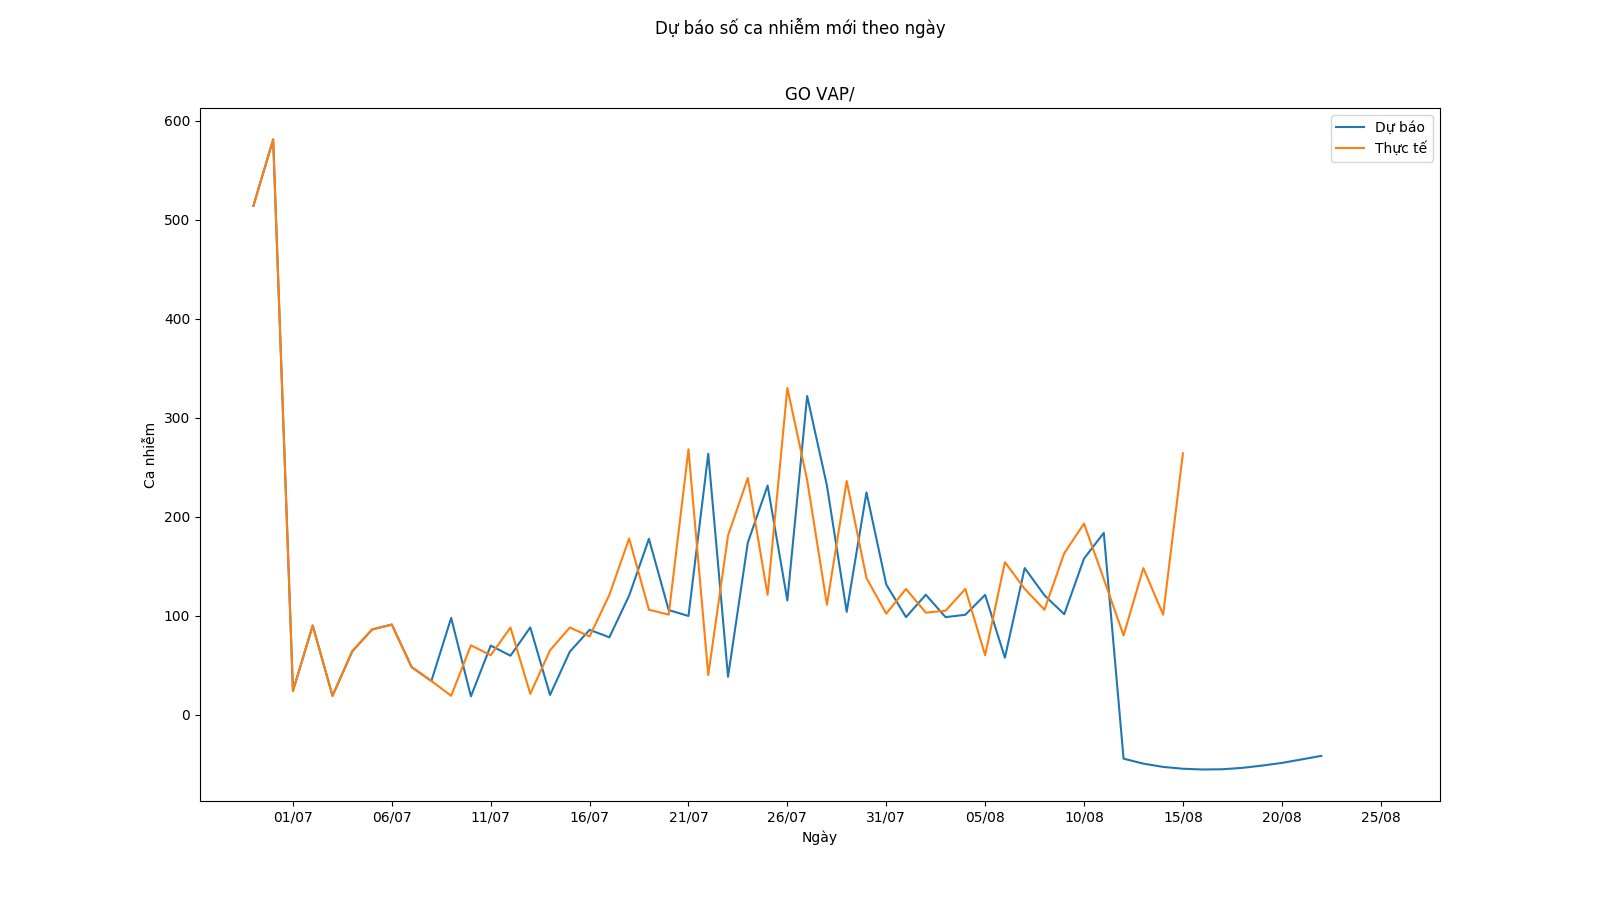 Dự báo số ca nhiễm mới theo ngày
GO VAP/
Dự báo
Thực tế
600
500
400
300
200
100
0
Ca nhiễm
01/07 06/07 11/07 16/07 21/07 26/07 31/07 05/08 10/08 15/08 20/08 25/08
Ngày